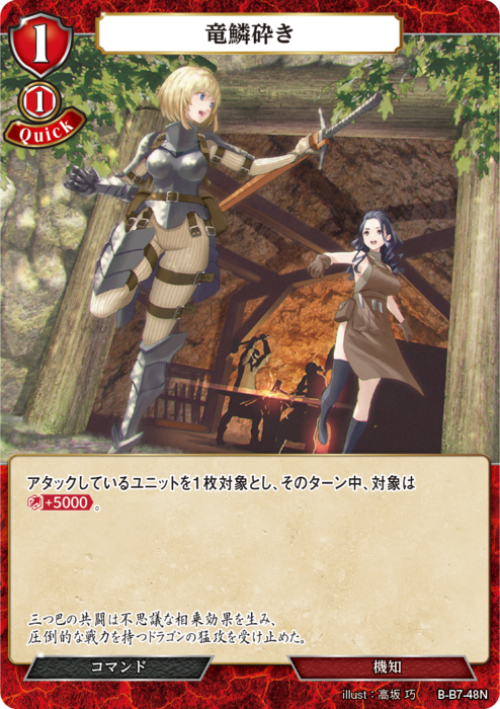 1
竜鱗砕き
1
Quick
アタックしているユニットを1枚対象とし、そのターン中、対象は
+5000。
三つ巴の共闘は不思議な相乗効果を生み、
圧倒的な戦力を持つドラゴンの猛攻を受け止めた。
コマンド
機知
illust:高坂 巧 B-B7-48N